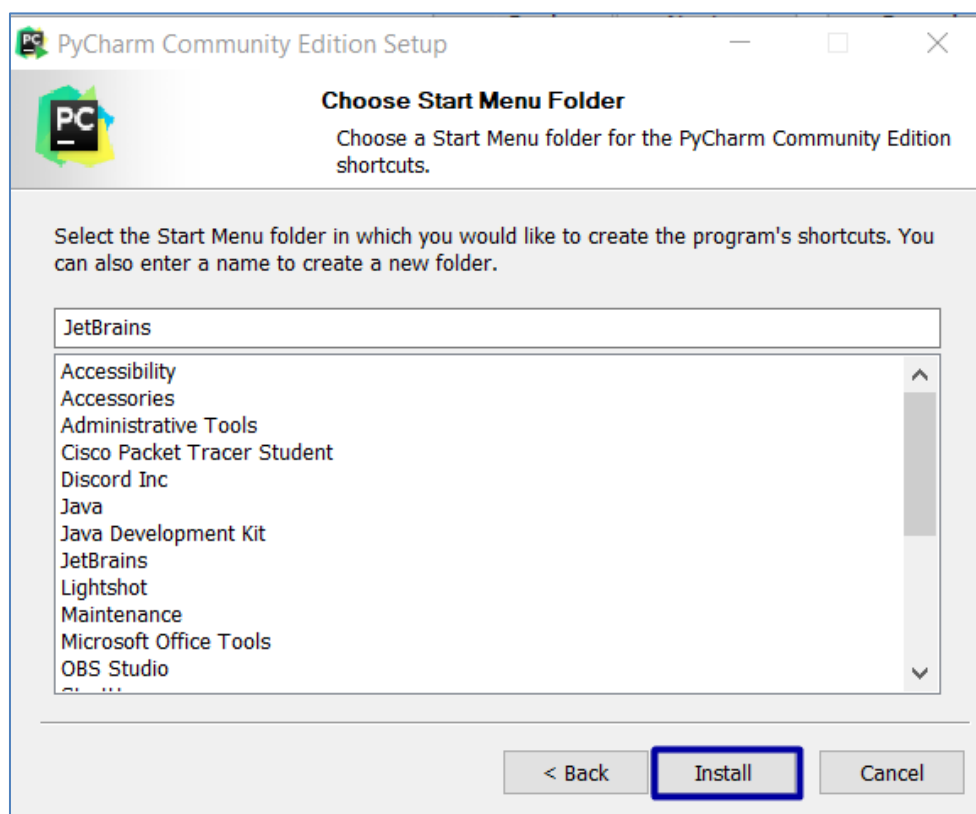 PC PyCharm Community Edition Setup
PC
Choose Start Menu Folder
Choose a Start Menu folder for the PyCharm Community Edition
shortcuts.
Select the Start Menu folder in which you would like to create the program's shortcuts. You
can also enter a name to create a new folder.
JetBrains
Accessibility
Accessories
Administrative Tools
Cisco Packet Tracer Student
Discord Inc
Java
Java Development Kit
JetBrains
Lightshot
Maintenance
Microsoft Office Tools
OBS Studio
< Back
Install
Cancel